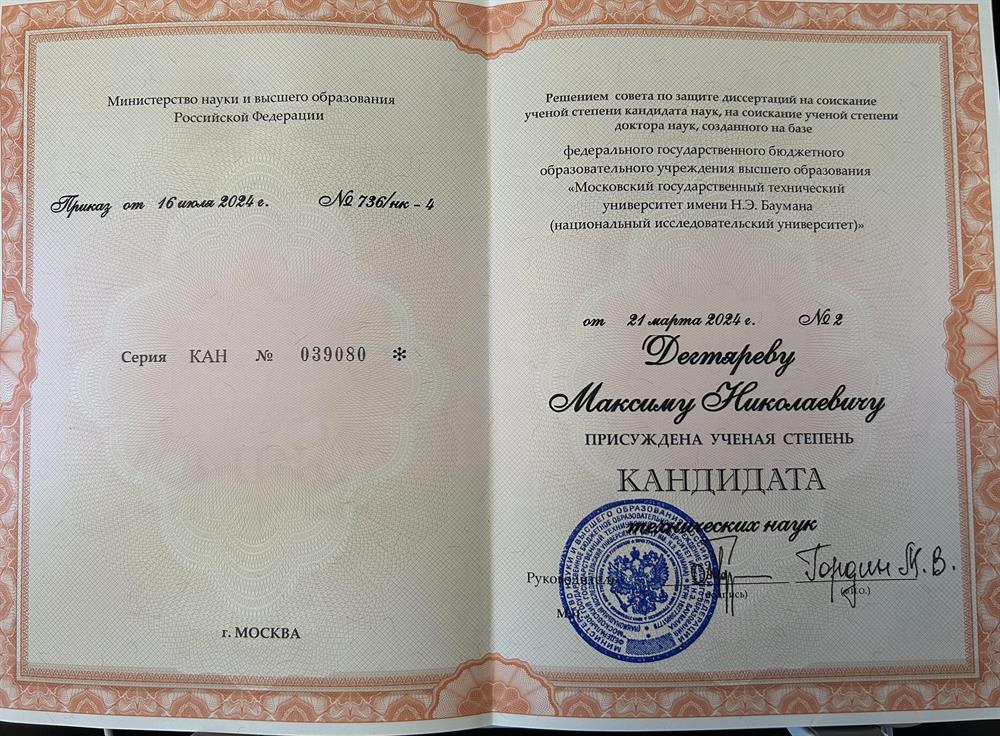 Министерство науки и высшего образования
Российской Федерации
Приказ от 16 июля 2024 г. № 736/нк - 4
Серия КАН № 039080 *
г. МОСКВА
Решением совета по защите диссертаций на соискание
ученой степени кандидата наук, на соискание ученой степени
доктора наук, созданного на базе
федерального государственного бюджетного
образовательного учреждения высшего образования
«Московский государственный технический
университет имени Н.Э. Баумана
(национальный исследовательский университет)»
от 21 марта 2024 г. № 2
Дегтяреву
Максиму Николаевичу
ПРИСУЖДЕНА УЧЕНАЯ СТЕПЕНЬ
КАНДИДАТА
технических наук
Руководитель Гордин М.В.
(ф.и.о.)